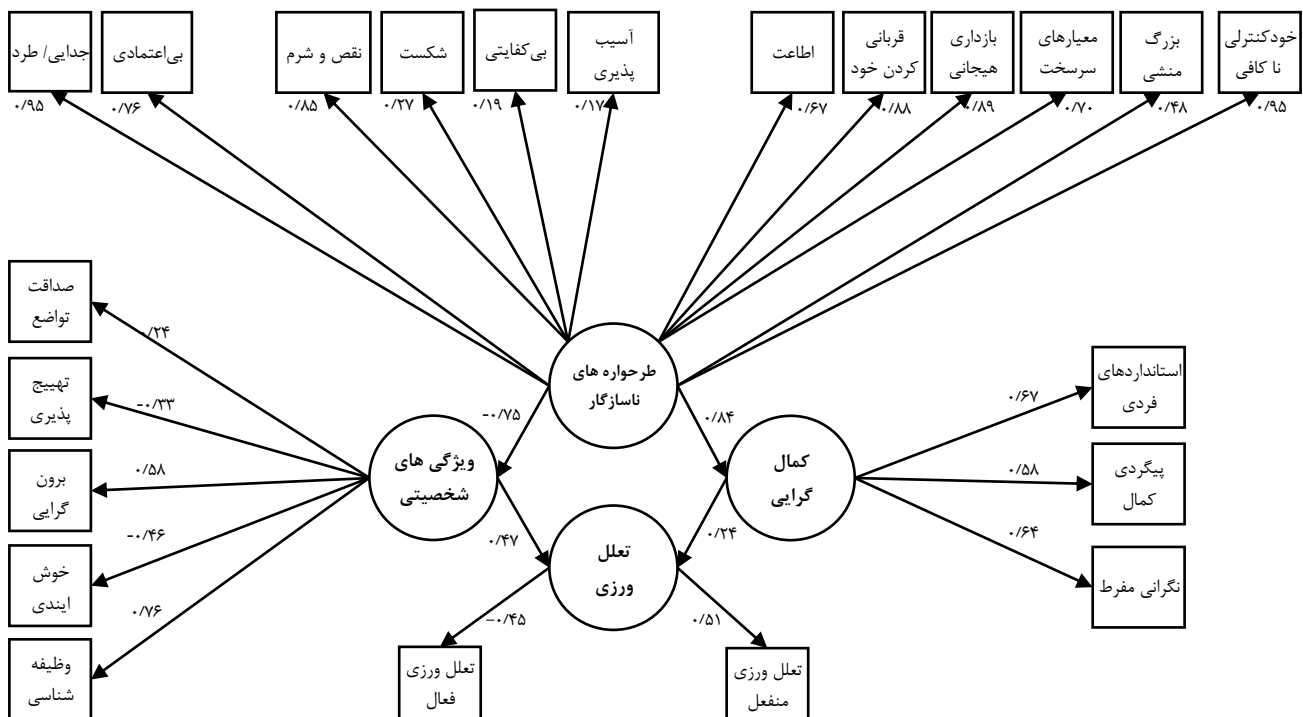 خودکنترلی
نا کافی
بزرگ
منشی
معیارهای
سرسخت
بازداری
هیجانی
قربانی
کردن خود
اطاعت
آسیب
پذیری
بی‌کفایتی
شکست
نقص و شرم
بی‌اعتمادی
جدایی/ طرد
۰/۹۵
۰/۴۸
۰/۷۰
۰/۸۹
۰/۸۸
۰/۶۷
۰/۱۷
۰/۱۹
۰/۲۷
۰/۸۵
۰/۷۶
۰/۹۵
طرحواره های
ناسازگار
۰/۸۴
-۰/۷۵
کمال
گرایی
۰/۲۴
استانداردهای
فردی
۰/۶۷
پیگردی
کمال
۰/۵۸
نگرانی مفرط
۰/۶۴
ویژگی های
شخصیتی
۰/۴۷
صداقت
تواضع
۰/۲۴
تهییج
پذیری
-۰/۳۳
برون
گرایی
۰/۵۸
خوش
ایندی
-۰/۴۶
وظیفه
شناسی
۰/۷۶
تعلل
ورزی
۰/۵۱
-۰/۴۵
تعلل ورزی
منفعل
تعلل ورزی
فعال